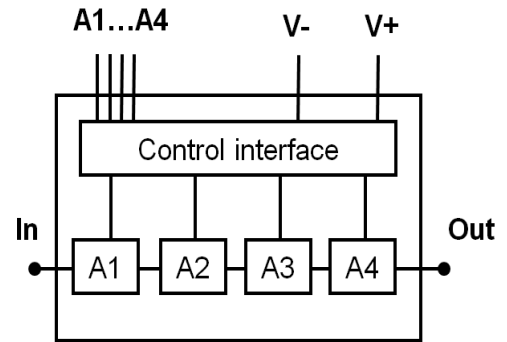 A1...A4 V- V+
Control interface
In Out
A1 A2 A3 A4